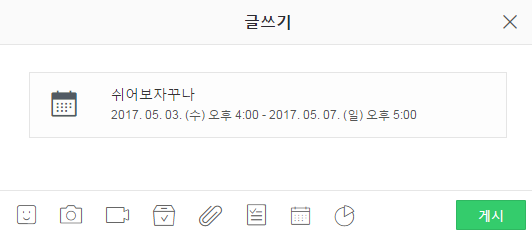 글쓰기
쉬어보자꾸나
2017. 05. 03. (수) 오후 4:00 - 2017. 05. 07. (일) 오후 5:00
게시